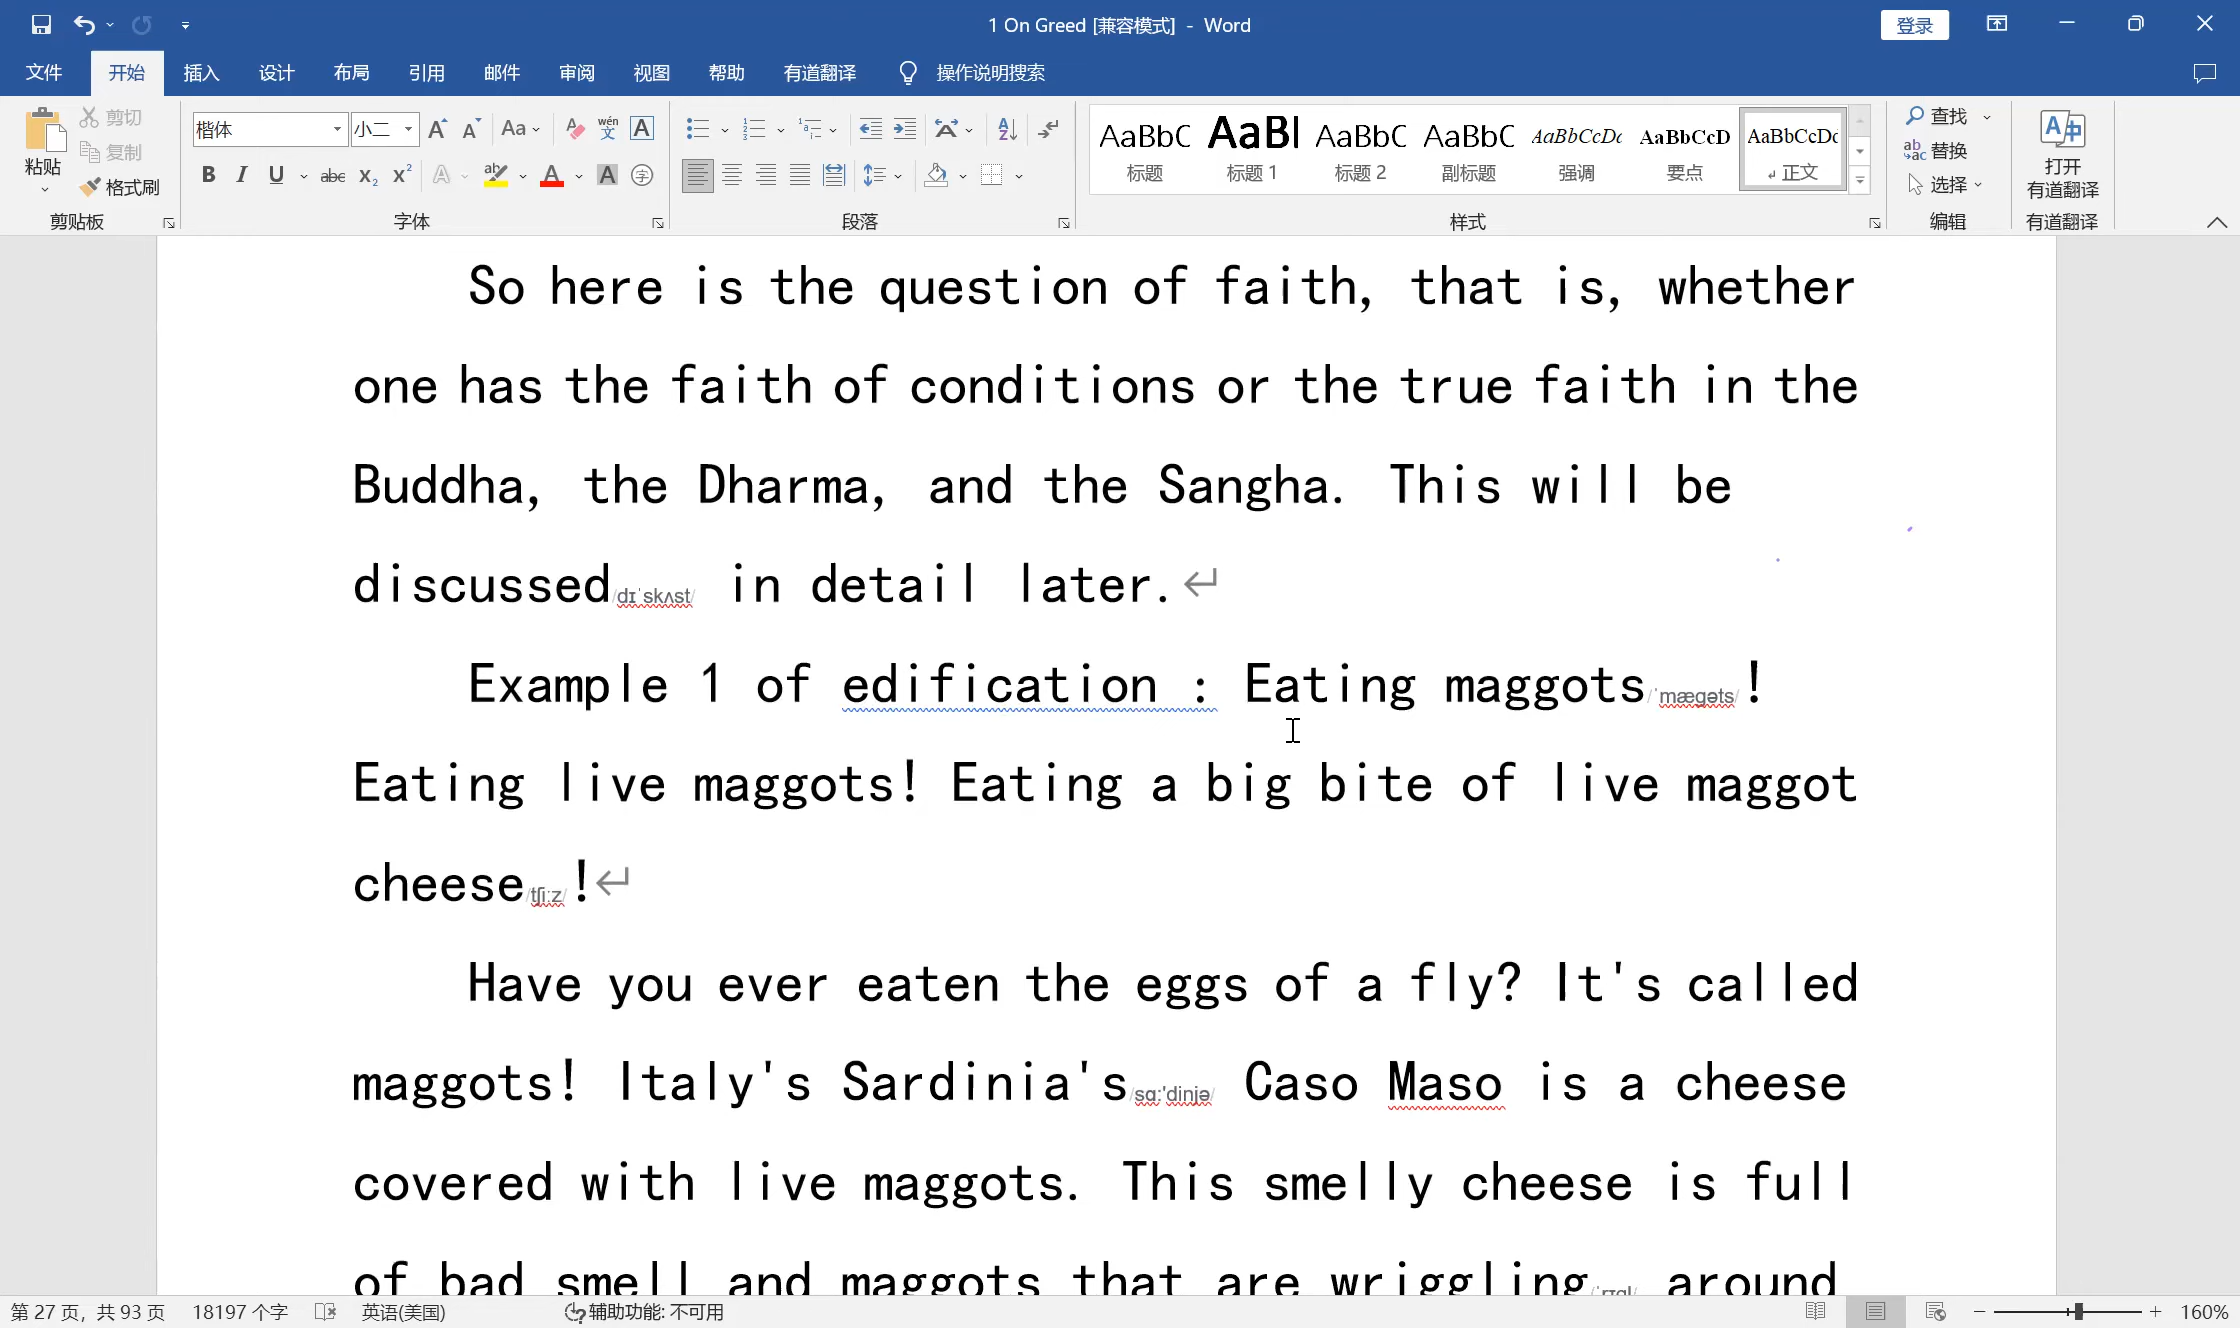 1 On Greed [兼容模式] - Word
登录
文件 开始 插入 设计 布局 引用 邮件 审阅 视图 帮助 有道翻译 操作说明搜索
粘贴 剪切 复制 格式刷
剪贴板
楷体 小二
字体
段落
AaBbC 标题
AaBl 标题 1
AaBbC 标题 2
AaBbC 副标题
AaBbCcDc 强调
AaBbCcD 要点
AaBbCcDc 正文
样式
查找
替换
选择
编辑
打开
有道翻译
有道翻译
So here is the question of faith, that is, whether
one has the faith of conditions or the true faith in the
Buddha, the Dharma, and the Sangha. This will be
discussed/dɪˈskʌst/ in detail later.
Example 1 of edification : Eating maggots/ˈmæɡəts/!
Eating live maggots! Eating a big bite of live maggot
cheese/tʃiːz/!
Have you ever eaten the eggs of a fly? It's called
maggots! Italy's Sardinia's/sɑː'dinjə/ Caso Maso is a cheese
covered with live maggots. This smelly cheese is full
of bad smell and maggots that are wriggling around
第 27 页，共 93 页 18197 个字 英语(美国) 辅助功能: 不可用 160%